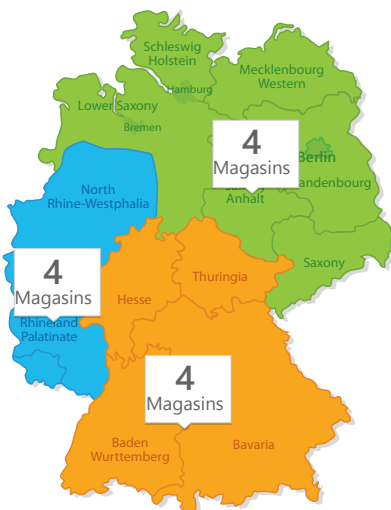 Schleswig
Holstein
Mecklenbourg
Western
Hamburg
Lower Saxony
Bremen
4
Magasins
Berlin
Anhalt
North
Rhine-Westphalia
Saxony
4
Magasins
Thuringia
Hesse
Rhineland
Palatinate
4
Magasins
Baden
Wurttemberg
Bavaria